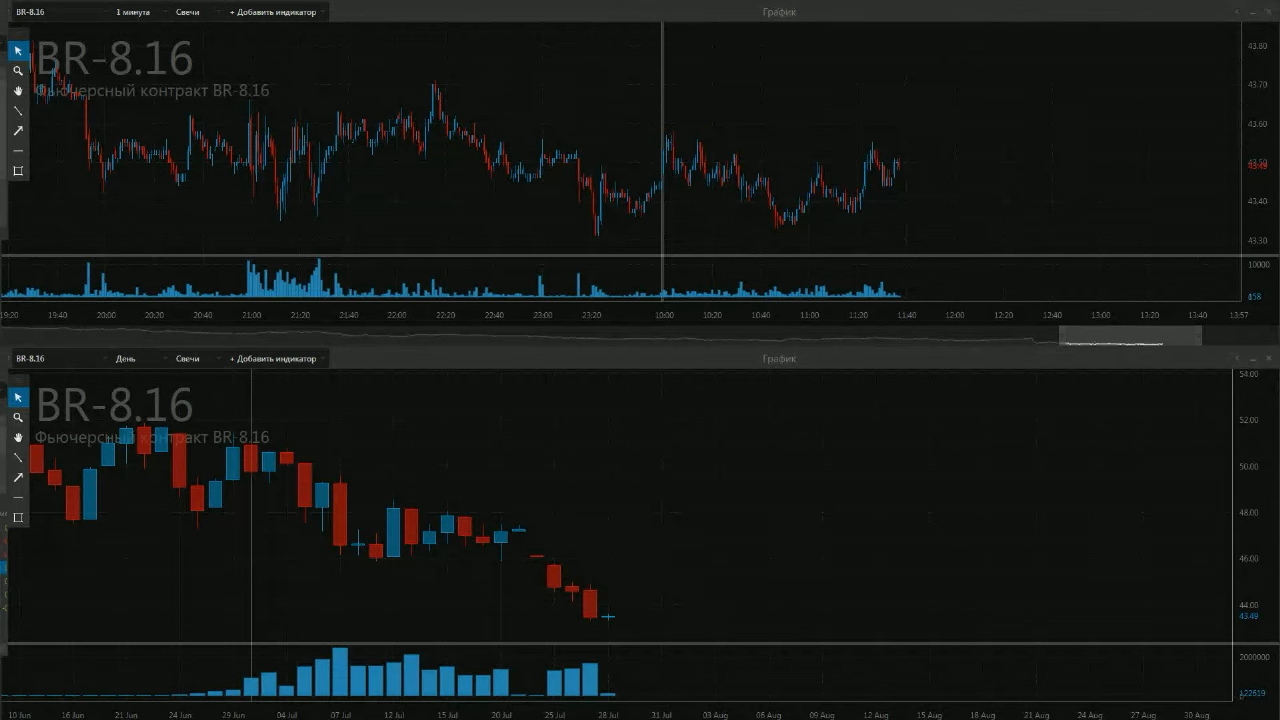 BR-8.16 1 минута Свечи + Добавить индикатор График
BR-8.16
Фьючерсный контракт BR-8.16
43.80
43.70
43.60
43.50
43.49
43.40
43.30
10000
858
19:20 19:40 20:00 20:20 20:40 21:00 21:20 21:40 22:00 22:20 22:40 23:00 23:20 10:00 10:20 10:40 11:00 11:20 11:40 12:00 12:20 12:40 13:00 13:20 13:40 13:57
BR-8.16 День Свечи + Добавить индикатор График
BR-8.16
Фьючерсный контракт BR-8.16
54.00
52.00
50.00
48.00
46.00
44.00
43.49
2000000
122519
10 Jun 16 Jun 21 Jun 24 Jun 29 Jun 04 Jul 07 Jul 12 Jul 15 Jul 20 Jul 25 Jul 28 Jul 31 Jul 03 Aug 06 Aug 09 Aug 12 Aug 15 Aug 18 Aug 21 Aug 24 Aug 27 Aug 30 Aug